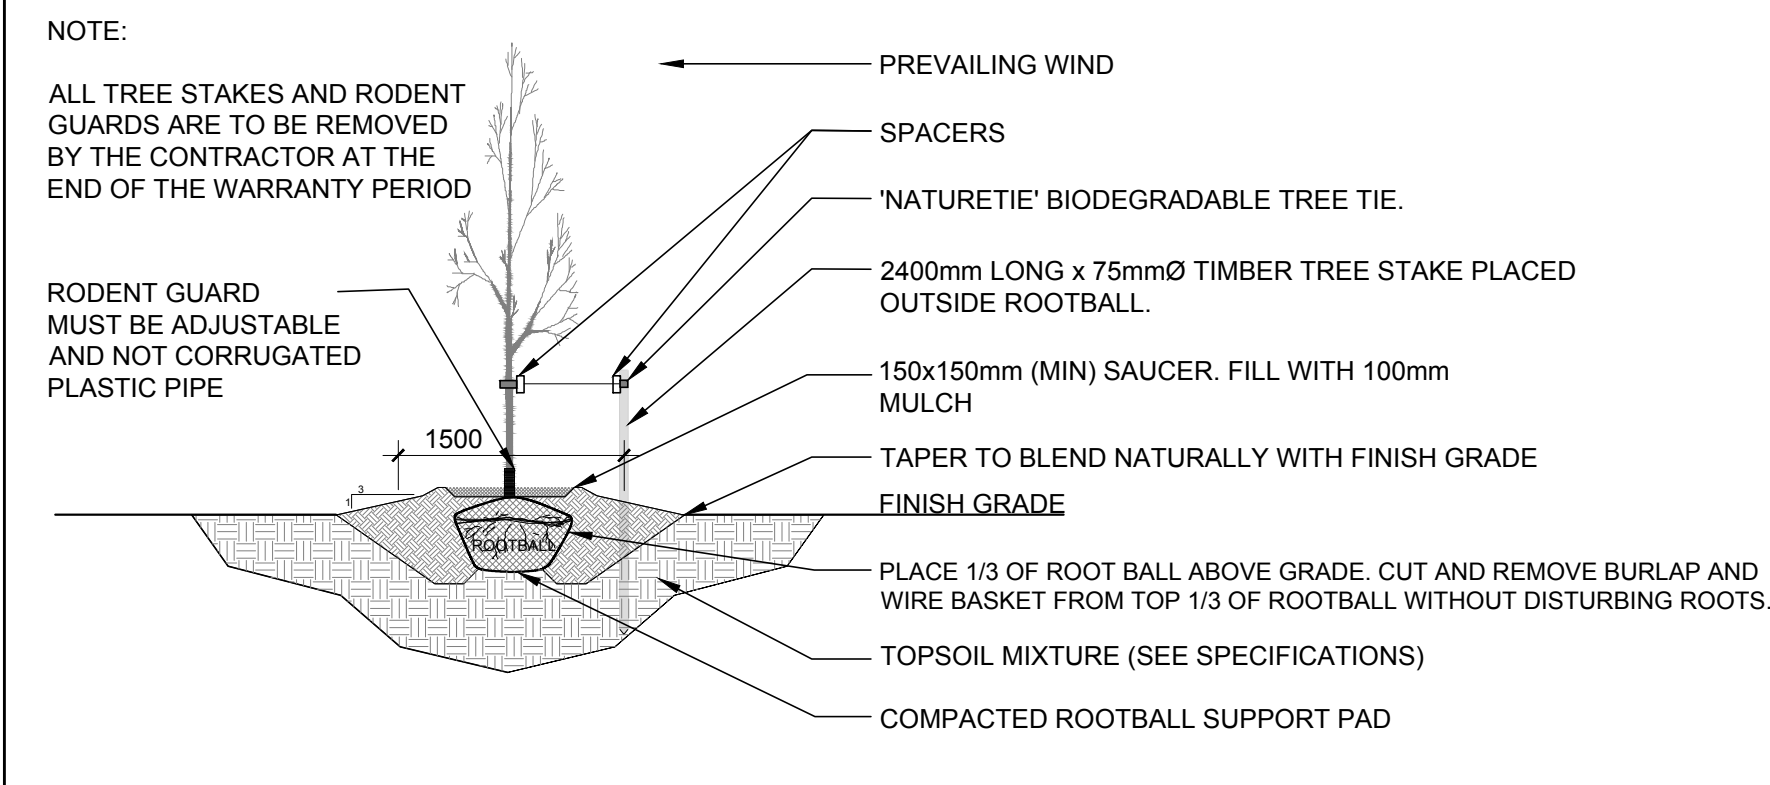 NOTE:
ALL TREE STAKES AND RODENT
GUARDS ARE TO BE REMOVED
BY THE CONTRACTOR AT THE
END OF THE WARRANTY PERIOD
RODENT GUARD
MUST BE ADJUSTABLE
AND NOT CORRUGATED
PLASTIC PIPE
1500
3
1
ROOTBALL
PREVAILING WIND
SPACERS
'NATURETIE' BIODEGRADABLE TREE TIE.
2400mm LONG x 75mmØ TIMBER TREE STAKE PLACED
OUTSIDE ROOTBALL.
150x150mm (MIN) SAUCER. FILL WITH 100mm
MULCH
TAPER TO BLEND NATURALLY WITH FINISH GRADE
FINISH GRADE
PLACE 1/3 OF ROOT BALL ABOVE GRADE. CUT AND REMOVE BURLAP AND
WIRE BASKET FROM TOP 1/3 OF ROOTBALL WITHOUT DISTURBING ROOTS.
TOPSOIL MIXTURE (SEE SPECIFICATIONS)
COMPACTED ROOTBALL SUPPORT PAD